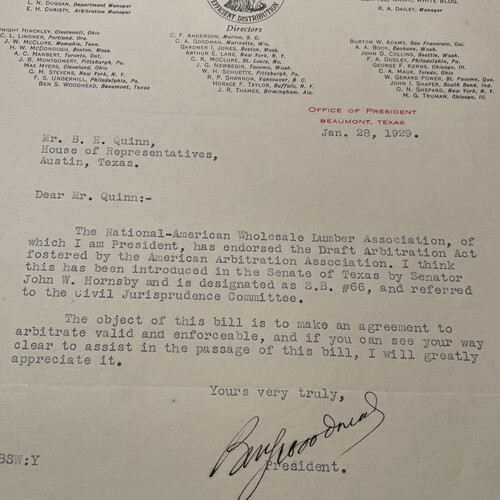 L. N. DUGGAN, Department Manager
E. H. CHRISTY, Arbitration Manager
EFFICIENT DISTRIBUTION
WHITE BLDG.
R. A. DAILEY, Manager
Directors
DWIGHT HINCKLEY, Cincinnati, Ohio
C. L. LINDNER, Portland, Ore.
J. W. MCCLURE, Memphis, Tenn.
H. W. MCDONOUGH, Boston, Mass.
A. C. MANBERT, Toronto, Ont.
J. B. MONTGOMERY, Pittsburgh, Pa.
MAX MYERS, Cleveland, Ohio
G. M. STEVENS, New York, N. Y.
F. S. UNDERHILL, Philadelphia, Pa.
BEN S. WOODHEAD, Beaumont, Texas
C. F. ANDERSON, Marion, S. C.
C. A. GOODMAN, Marinette, Wis.
GARDNER I. JONES, Boston, Mass.
ARTHUR E. LANE, New York, N. Y.
C. K. MCCLURE, St. Louis, Mo.
J. G. NEWBEGIN, Tacoma, Wash.
W. H. SCHUETTE, Pittsburgh, Pa.
R. P. SHANNON, Vancouver, B. C.
HORACE F. TAYLOR, Buffalo, N. Y.
J. R. THAMES, Birmingham, Ala.
BURTON W. ADAMS, San Francisco, Cal.
A. A. BOCK, Spokane, Wash.
JOHN D. COLLINS, Seattle, Wash.
F. A. DUDLEY, Philadelphia, Pa.
GEORGE F. KERNS, Chicago, Ill.
C. A. MAUK, Toledo, Ohio
W. GERARD POWER, St. Pacome, Que.
JOHN I. SHAFER, South Bend, Ind.
O. N. SHEPARD, New York, N. Y.
M. G. TRUMAN, Chicago, Ill.
OFFICE OF PRESIDENT
BEAUMONT, TEXAS
Jan. 28, 1929.
Mr. B. E. Quinn,
House of Representatives,
Austin, Texas.
Dear Mr. Quinn:-
The National-American Wholesale Lumber Association, of
which I am President, has endorsed the Draft Arbitration Act
fostered by the American Arbitration Association. I think
this has been introduced in the Senate of Texas by Senator
John W. Hornsby and is designated as S.B. #66, and referred
to the Civil Jurisprudence Committee.
The object of this bill is to make an agreement to
arbitrate valid and enforceable, and if you can see your way
clear to assist in the passage of this bill, I will greatly
appreciate it.
Yours very truly,
Ben S Woodhead
President.
BSW:Y